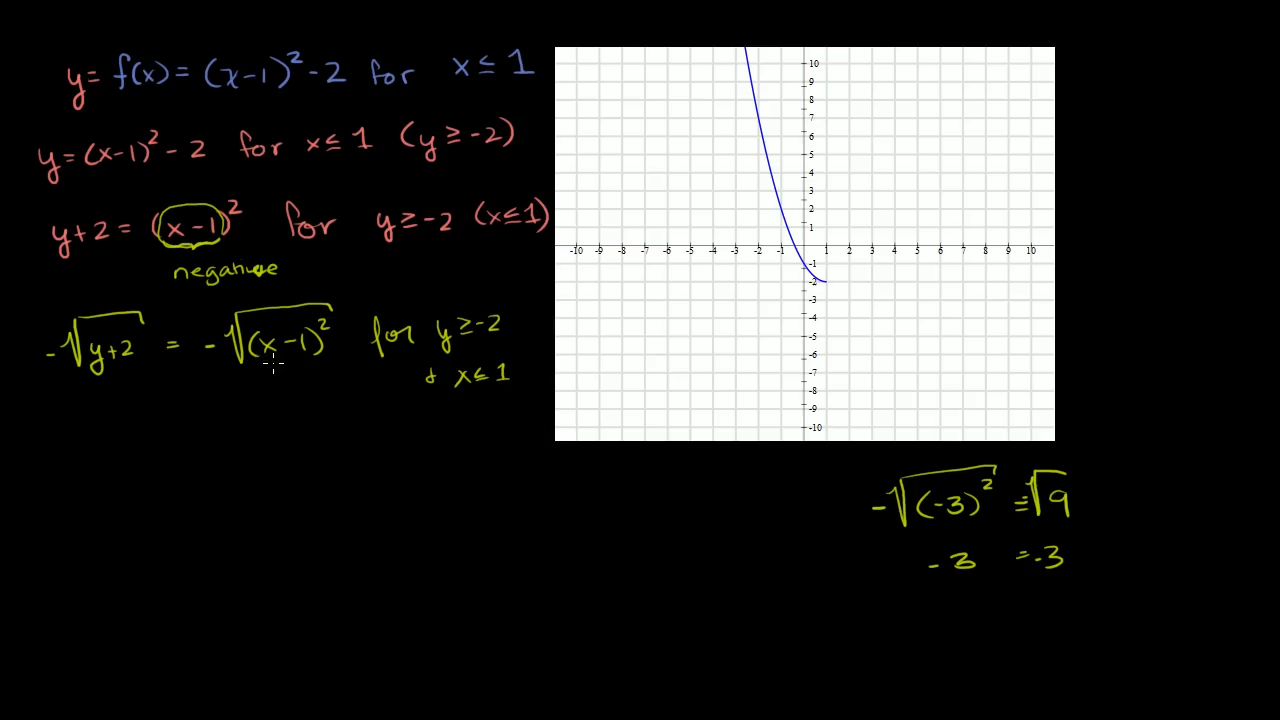 y = f(x) = (x-1)² - 2 for x ≤ 1
y = (x-1)² - 2 for x ≤ 1 (y ≥ -2)
y+2 = (x-1)² for y ≥ -2 (x ≤ 1)
negative
-√(y+2) = -√((x-1)²) for y ≥ -2
+ x ≤ 1
10
9
8
7
6
5
4
3
2
1
-10 -9 -8 -7 -6 -5 -4 -3 -2 -1 1 2 3 4 5 6 7 8 9 10
-1
-2
-3
-4
-5
-6
-7
-8
-9
-10
-√((-3)²) = -√9
-3 = -3